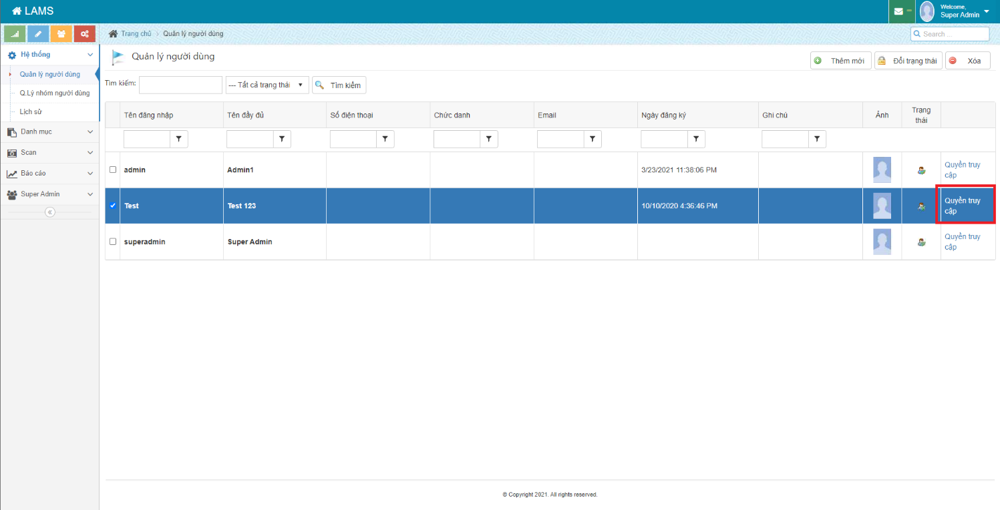 LAMS
Welcome,
Super Admin
Trang chủ
Quản lý người dùng
Search ...
Hệ thống
Quản lý người dùng
Q.Lý nhóm người dùng
Lịch sử
Danh mục
Scan
Báo cáo
Super Admin
Quản lý người dùng
Thêm mới
Đổi trạng thái
Xóa
Tìm kiếm:
--- Tất cả trạng thái
Tìm kiếm
Tên đăng nhập
Tên đầy đủ
Số điện thoại
Chức danh
Email
Ngày đăng ký
Ghi chú
Ảnh
Trạng
thái
admin
Admin1
3/23/2021 11:38:06 PM
Quyền truy
cập
Test
Test 123
10/10/2020 4:36:46 PM
Quyền truy
cập
superadmin
Super Admin
Quyền truy
cập
© Copyright 2021. All rights reserved.